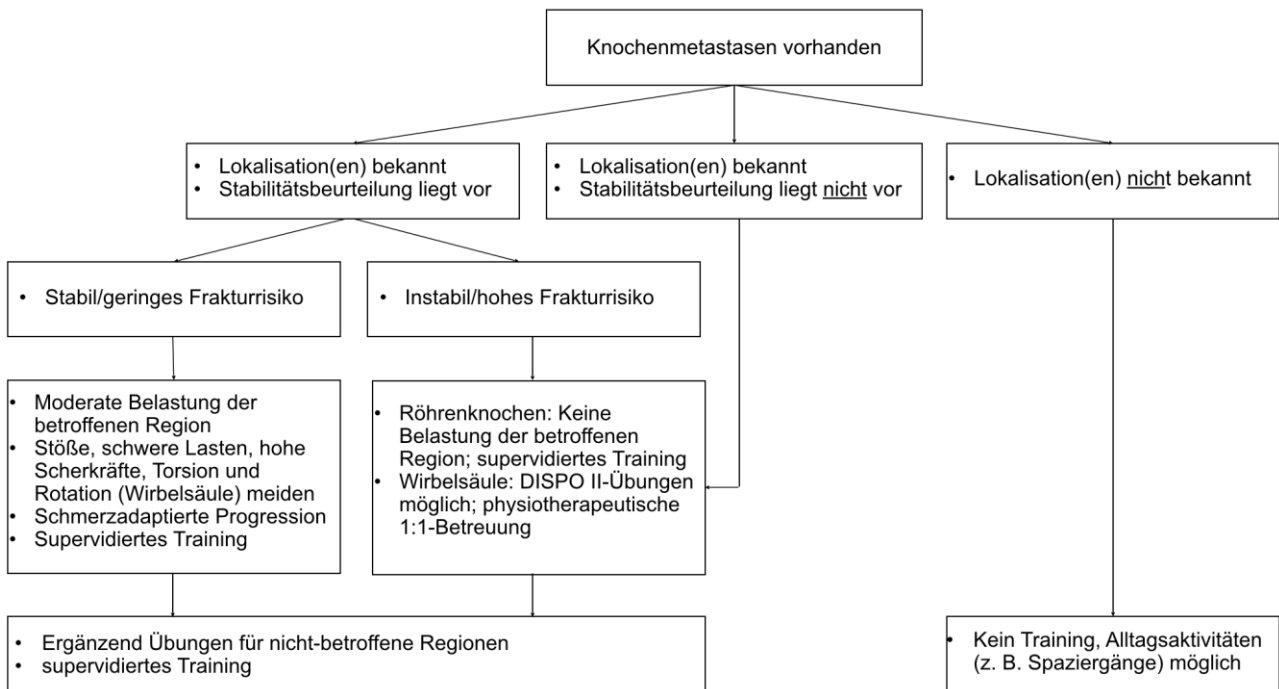 Knochenmetastasen vorhanden
• Lokalisation(en) bekannt
• Stabilitätsbeurteilung liegt vor
• Lokalisation(en) bekannt
• Stabilitätsbeurteilung liegt nicht vor
• Lokalisation(en) nicht bekannt
• Stabil/geringes Frakturrisiko
• Instabil/hohes Frakturrisiko
• Moderate Belastung der
betroffenen Region
• Stöße, schwere Lasten, hohe
Scherkräfte, Torsion und
Rotation (Wirbelsäule) meiden
• Schmerzadaptierte Progression
• Supervidiertes Training
• Röhrenknochen: Keine
Belastung der betroffenen
Region; supervidiertes Training
• Wirbelsäule: DISPO II-Übungen
möglich; physiotherapeutische
1:1-Betreuung
• Ergänzend Übungen für nicht-betroffene Regionen
• supervidiertes Training
• Kein Training, Alltagsaktivitäten
(z. B. Spaziergänge) möglich